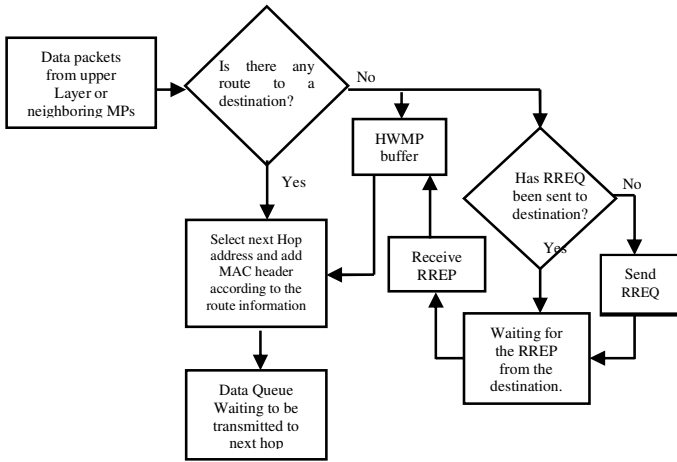 Data packets
from upper
Layer or
neighboring MPs
Is there any
route to a
destination?
No
Yes
HWMP
buffer
Has RREQ
been sent to
destination?
No
Yes
Select next Hop
address and add
MAC header
according to the
route information
Receive
RREP
Send
RREQ
Waiting for
the RREP
from the
destination.
Data Queue
Waiting to be
transmitted to
next hop